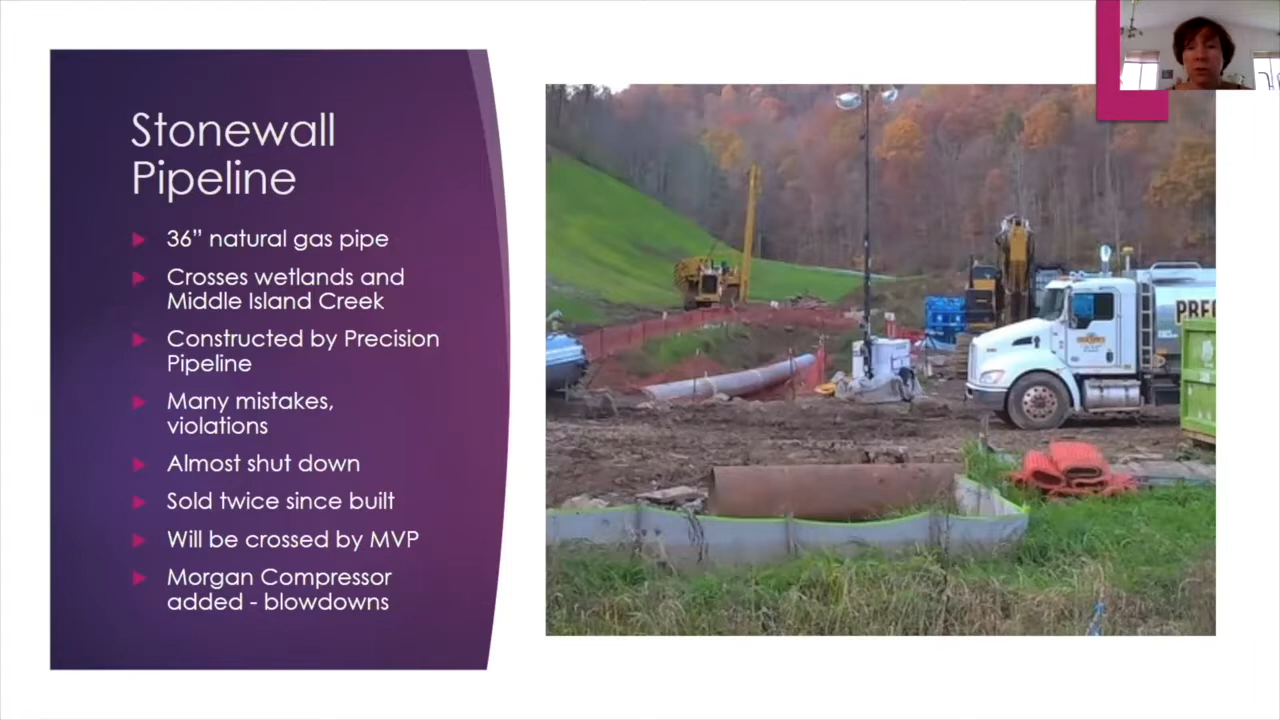 Stonewall
Pipeline
36” natural gas pipe
Crosses wetlands and
Middle Island Creek
Constructed by Precision
Pipeline
Many mistakes,
violations
Almost shut down
Sold twice since built
Will be crossed by MVP
Morgan Compressor
added - blowdowns